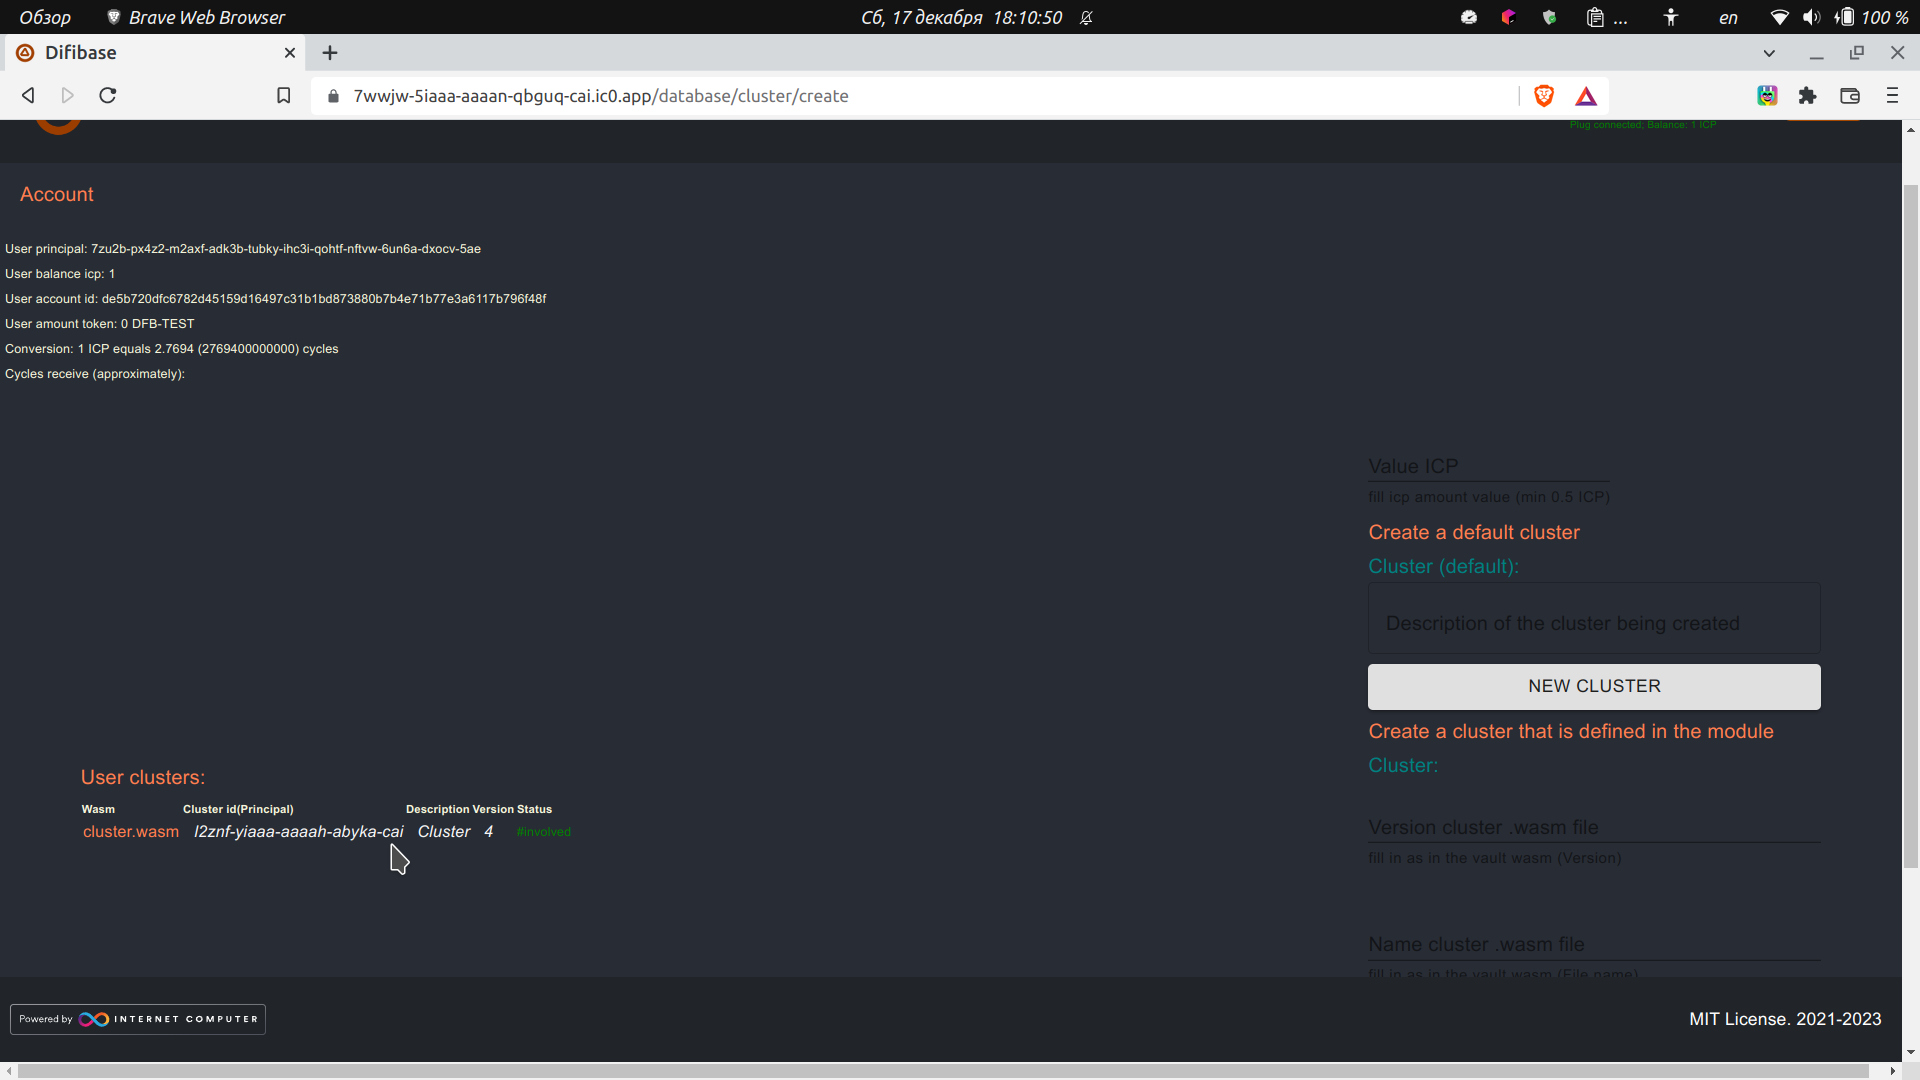 Обзор
Brave Web Browser
Сб, 17 декабря 18:10:50
...
en
100 %
Difibase
7wwjw-5iaaa-aaaan-qbguq-cai.ic0.app/database/cluster/create
Plug connected; Balance: 1 ICP
Account
User principal: 7zu2b-px4z2-m2axf-adk3b-tubky-ihc3i-qohtf-nftvw-6un6a-dxocv-5ae
User balance icp: 1
User account id: de5b720dfc6782d45159d16497c31b1bd873880b7b4e71b77e3a6117b796f48f
User amount token: 0 DFB-TEST
Conversion: 1 ICP equals 2.7694 (2769400000000) cycles
Cycles receive (approximately):
Value ICP
fill icp amount value (min 0.5 ICP)
Create a default cluster
Cluster (default):
Description of the cluster being created
NEW CLUSTER
Create a cluster that is defined in the module
Cluster:
User clusters:
Wasm Cluster id(Principal) Description Version Status
cluster.wasm l2znf-yiaaa-aaaah-abyka-cai Cluster 4 #involved
Version cluster .wasm file
fill in as in the vault wasm (Version)
Name cluster .wasm file
fill in as in the vault wasm (File name)
Powered by INTERNET COMPUTER
MIT License. 2021-2023